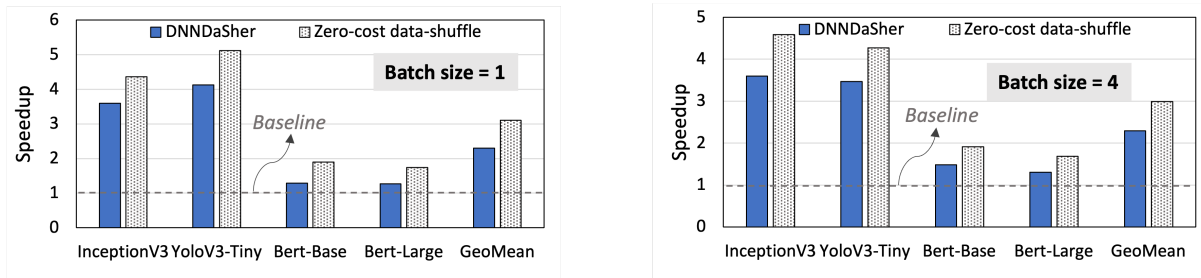 6
5
4
3
2
1
0
Speedup
DNNDaSher
Zero-cost data-shuffle
Batch size = 1
Baseline
InceptionV3 YoloV3-Tiny Bert-Base Bert-Large GeoMean
5
4
3
2
1
0
Speedup
DNNDaSher
Zero-cost data-shuffle
Batch size = 4
Baseline
InceptionV3 YoloV3-Tiny Bert-Base Bert-Large GeoMean